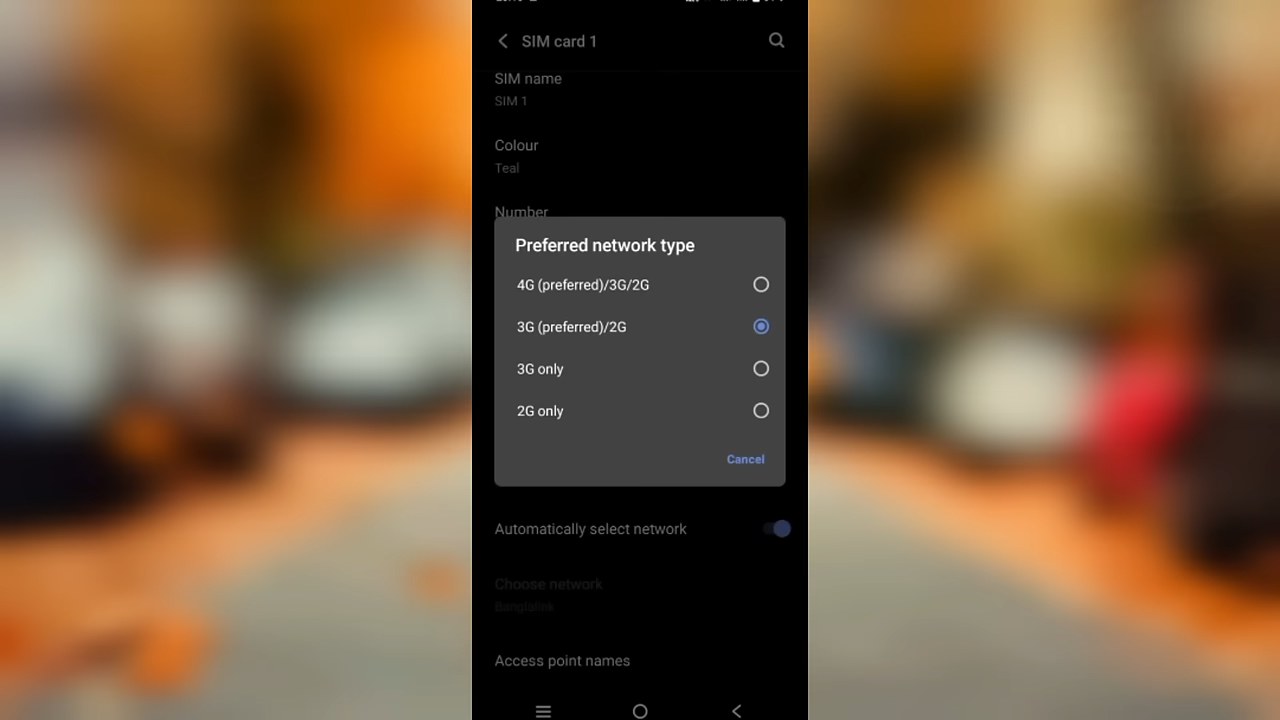 SIM card 1
SIM name
SIM 1
Colour
Teal
Number
Preferred network type
4G (preferred)/3G/2G
3G (preferred)/2G
3G only
2G only
Cancel
Automatically select network
Choose network
Banglalink
Access point names